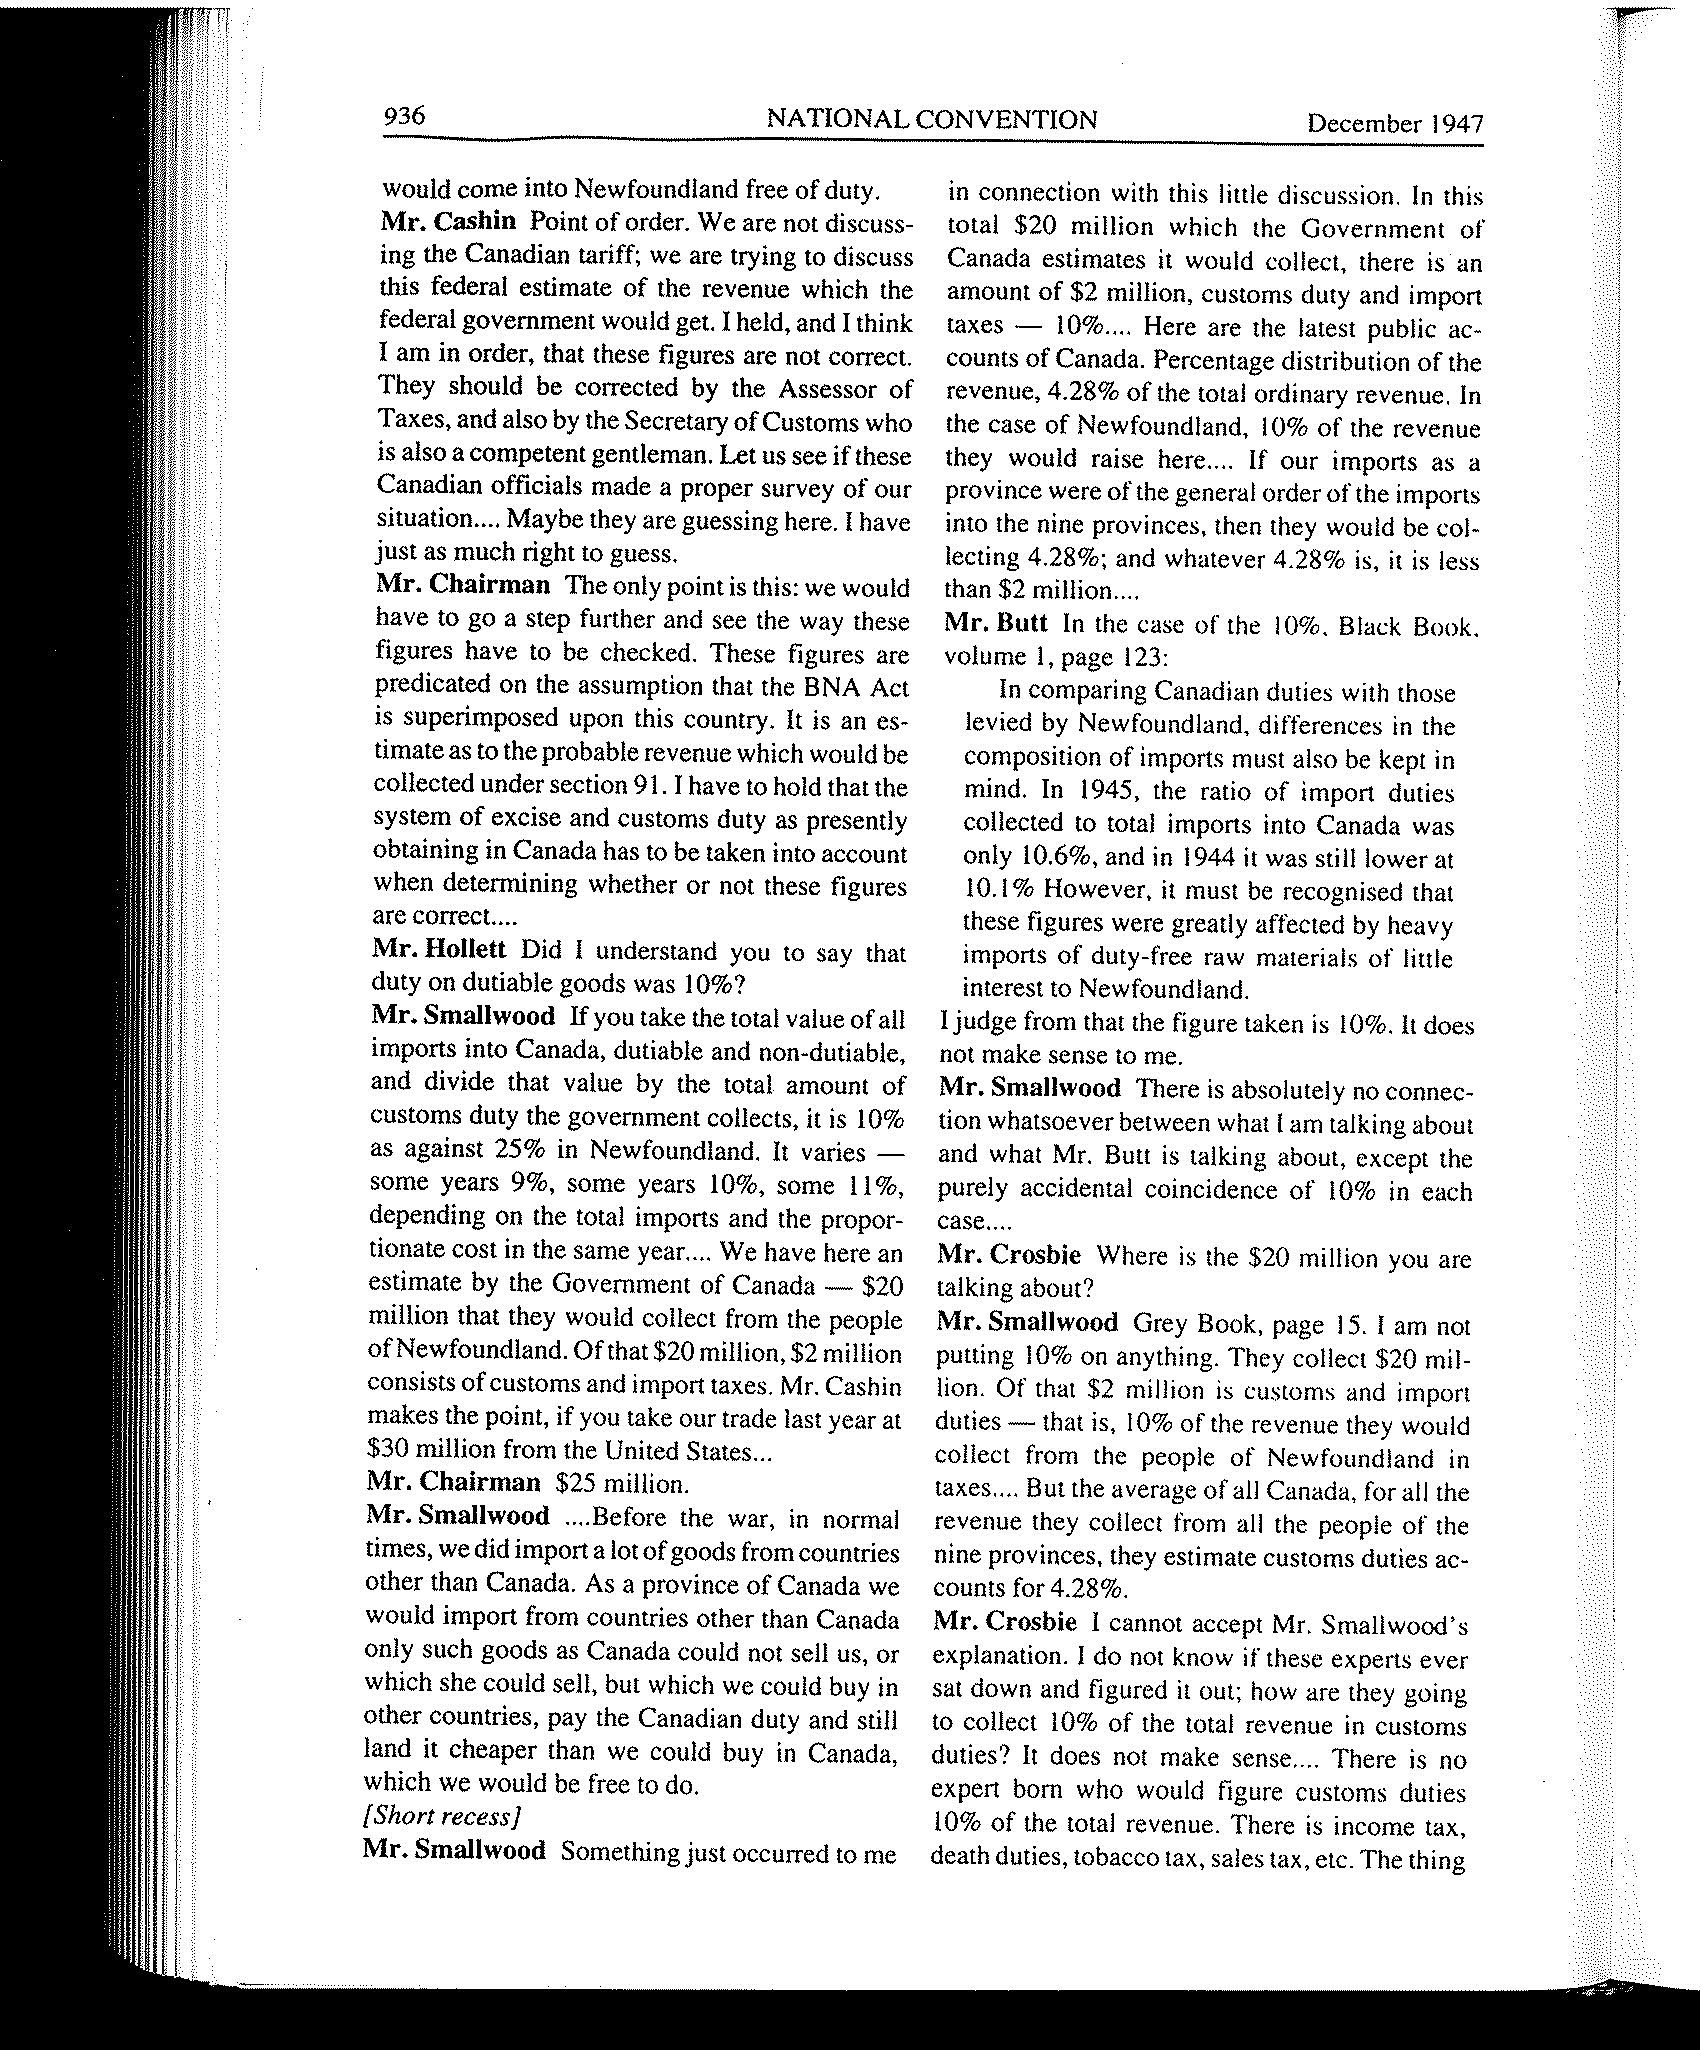 936
NATIONAL CONVENTION
December 1947
would come into Newfoundland free of duty.
Mr. Cashin Point of order. We are not discuss-
ing the Canadian tariff; we are trying to discuss
this federal estimate of the revenue which the
federal government would get. I held, and I think
I am in order, that these figures are not correct.
They should be corrected by the Assessor of
Taxes, and also by the Secretary of Customs who
is also a competent gentleman. Let us see if these
Canadian officials made a proper survey of our
situation.... Maybe they are guessing here. I have
just as much right to guess.
Mr. Chairman The only point is this: we would
have to go a step further and see the way these
figures have to be checked. These figures are
predicated on the assumption that the BNA Act
is superimposed upon this country. It is an es-
timate as to the probable revenue which would be
collected under section 91. I have to hold that the
system of excise and customs duty as presently
obtaining in Canada has to be taken into account
when determining whether or not these figures
are correct....
Mr. Hollett Did I understand you to say that
duty on dutiable goods was 10%?
Mr. Smallwood If you take the total value of all
imports into Canada, dutiable and non-dutiable,
and divide that value by the total amount of
customs duty the government collects, it is 10%
as against 25% in Newfoundland. It varies —
some years 9%, some years 10%, some 11%,
depending on the total imports and the propor-
tionate cost in the same year.... We have here an
estimate by the Government of Canada — $20
million that they would collect from the people
of Newfoundland. Of that $20 million, $2 million
consists of customs and import taxes. Mr. Cashin
makes the point, if you take our trade last year at
$30 million from the United States...
Mr. Chairman $25 million.
Mr. Smallwood ....Before the war, in normal
times, we did import a lot of goods from countries
other than Canada. As a province of Canada we
would import from countries other than Canada
only such goods as Canada could not sell us, or
which she could sell, but which we could buy in
other countries, pay the Canadian duty and still
land it cheaper than we could buy in Canada,
which we would be free to do.
[Short recess]
Mr. Smallwood Something just occurred to me
in connection with this little discussion. In this
total $20 million which the Government of
Canada estimates it would collect, there is an
amount of $2 million, customs duty and import
taxes — 10%.... Here are the latest public ac-
counts of Canada. Percentage distribution of the
revenue, 4.28% of the total ordinary revenue. In
the case of Newfoundland, 10% of the revenue
they would raise here.... If our imports as a
province were of the general order of the imports
into the nine provinces, then they would be col-
lecting 4.28%; and whatever 4.28% is, it is less
than $2 million....
Mr. Butt In the case of the 10%, Black Book,
volume 1, page 123:
In comparing Canadian duties with those
levied by Newfoundland, differences in the
composition of imports must also be kept in
mind. In 1945, the ratio of import duties
collected to total imports into Canada was
only 10.6%, and in 1944 it was still lower at
10.1% However, it must be recognised that
these figures were greatly affected by heavy
imports of duty-free raw materials of little
interest to Newfoundland.
I judge from that the figure taken is 10%. It does
not make sense to me.
Mr. Smallwood There is absolutely no connec-
tion whatsoever between what I am talking about
and what Mr. Butt is talking about, except the
purely accidental coincidence of 10% in each
case....
Mr. Crosbie Where is the $20 million you are
talking about?
Mr. Smallwood Grey Book, page 15. I am not
putting 10% on anything. They collect $20 mil-
lion. Of that $2 million is customs and import
duties — that is, 10% of the revenue they would
collect from the people of Newfoundland in
taxes.... But the average of all Canada, for all the
revenue they collect from all the people of the
nine provinces, they estimate customs duties ac-
counts for 4.28%.
Mr. Crosbie I cannot accept Mr. Smallwood's
explanation. I do not know if these experts ever
sat down and figured it out; how are they going
to collect 10% of the total revenue in customs
duties? It does not make sense.... There is no
expert born who would figure customs duties
10% of the total revenue. There is income tax,
death duties, tobacco tax, sales tax, etc. The thing